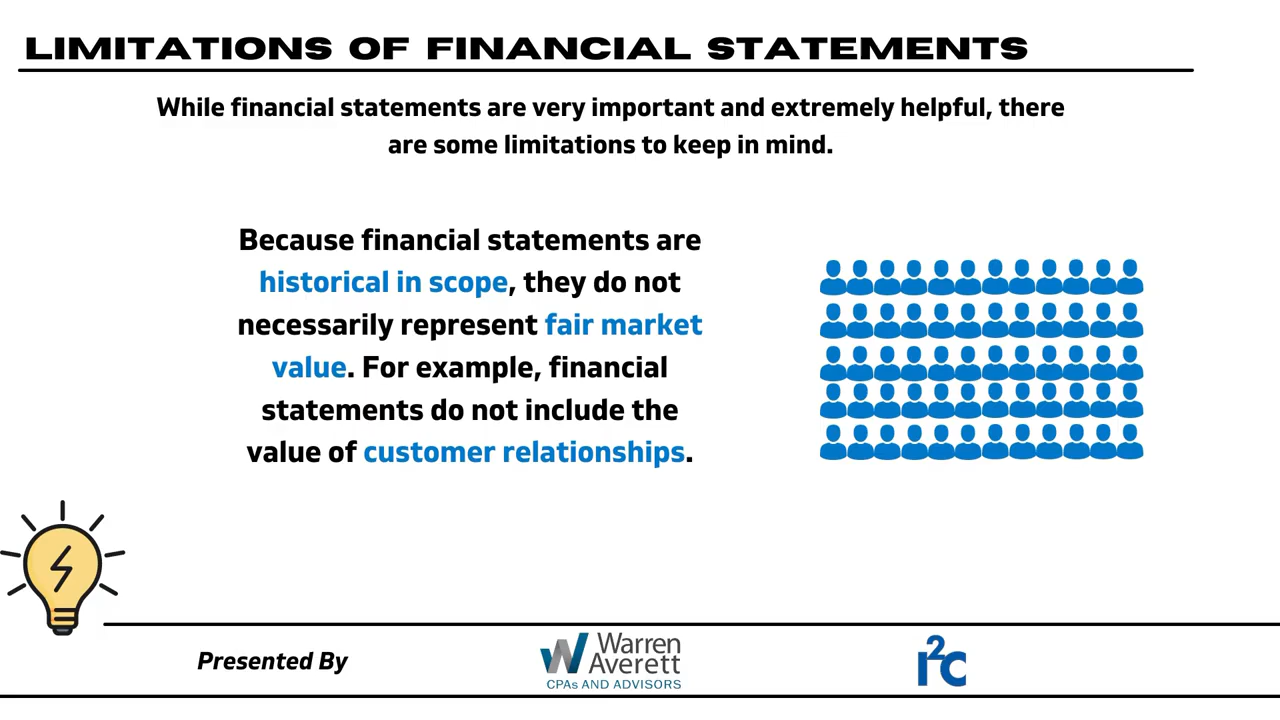 LIMITATIONS OF FINANCIAL STATEMENTS
While financial statements are very important and extremely helpful, there
are some limitations to keep in mind.
Because financial statements are
historical in scope, they do not
necessarily represent fair market
value. For example, financial
statements do not include the
value of customer relationships.
Presented By
Warren
Averett
CPAs AND ADVISORS
I2C